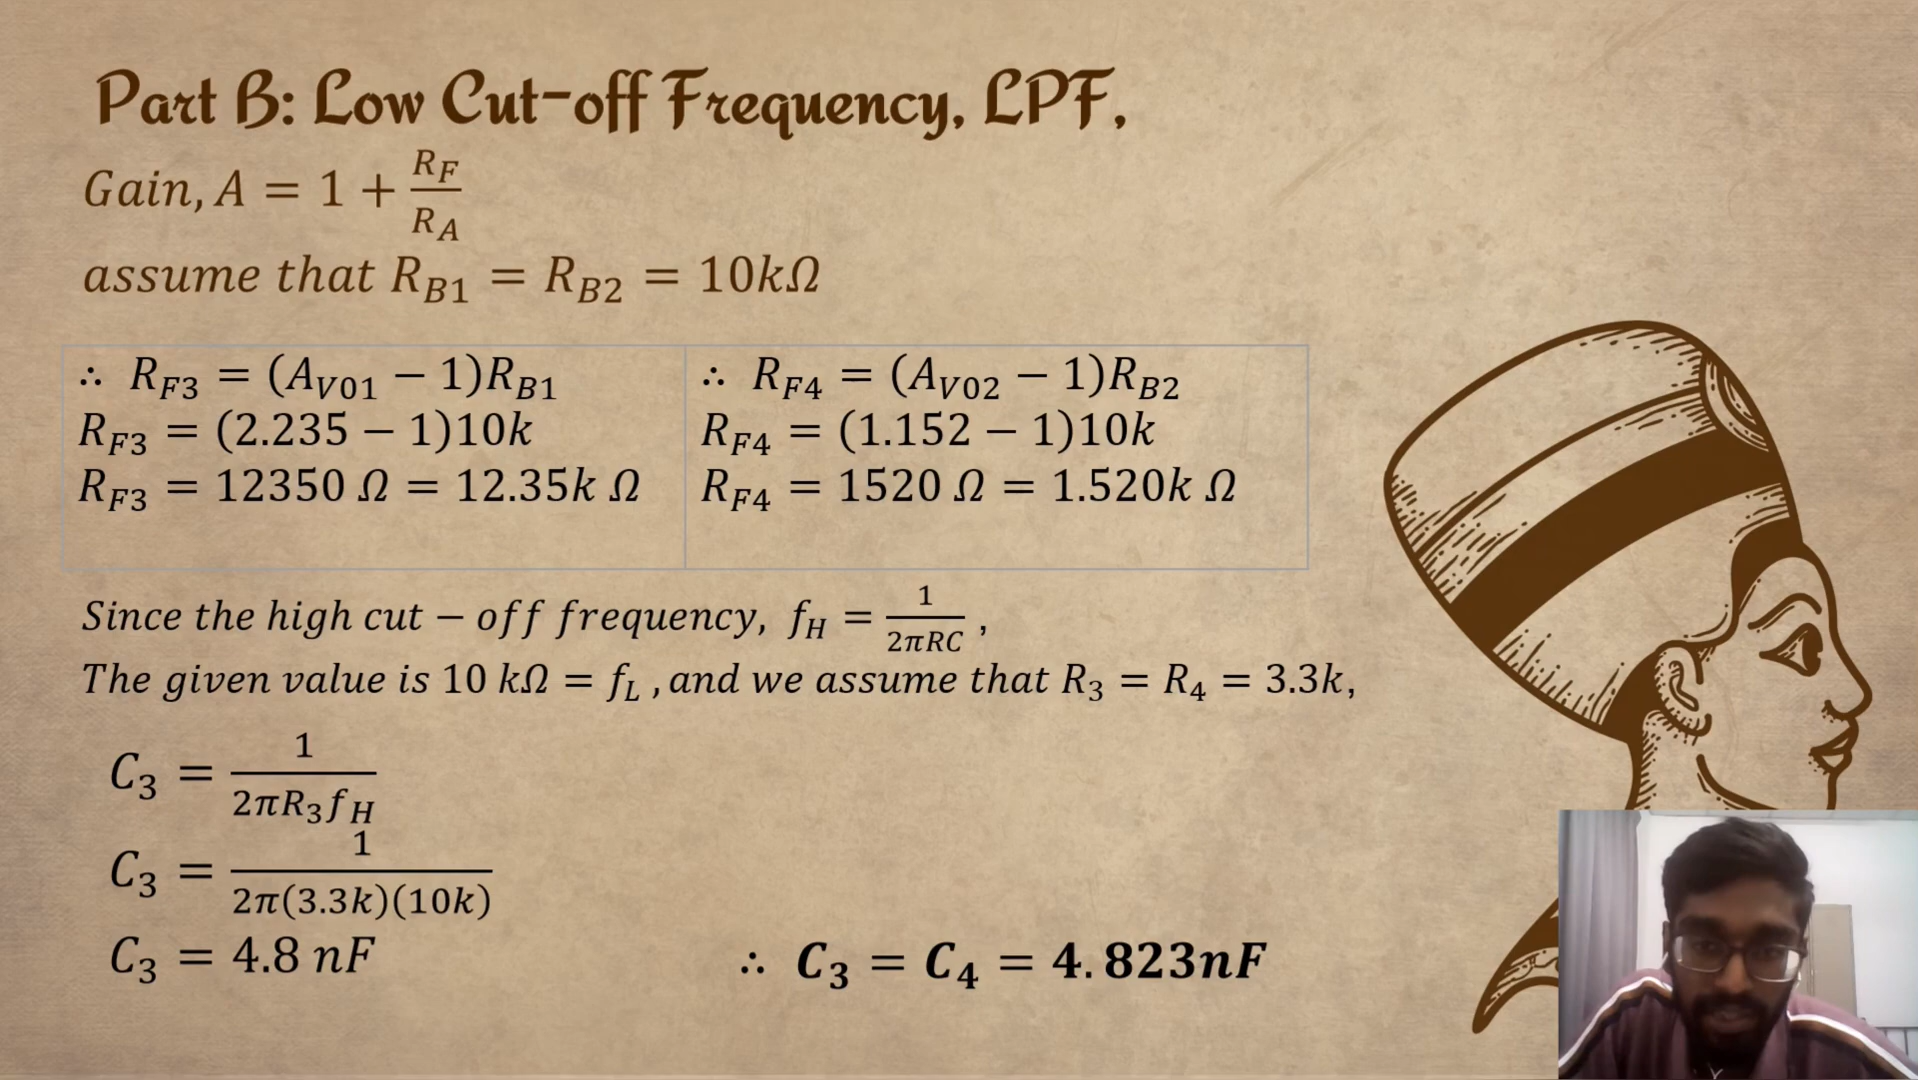 Part B: Low Cut-off Frequency, LPF,
Gain, A = 1 + R_F/R_A
assume that R_B1 = R_B2 = 10kΩ
∴ R_F3 = (A_V01 − 1)R_B1
R_F3 = (2.235 − 1)10k
R_F3 = 12350 Ω = 12.35k Ω
∴ R_F4 = (A_V02 − 1)R_B2
R_F4 = (1.152 − 1)10k
R_F4 = 1520 Ω = 1.520k Ω
Since the high cut − off frequency, f_H = 1/2πRC ,
The given value is 10 kΩ = f_L , and we assume that R_3 = R_4 = 3.3k,
C_3 = 1/2πR_3f_H
C_3 = 1/2π(3.3k)(10k)
C_3 = 4.8 nF
∴ C_3 = C_4 = 4.823nF